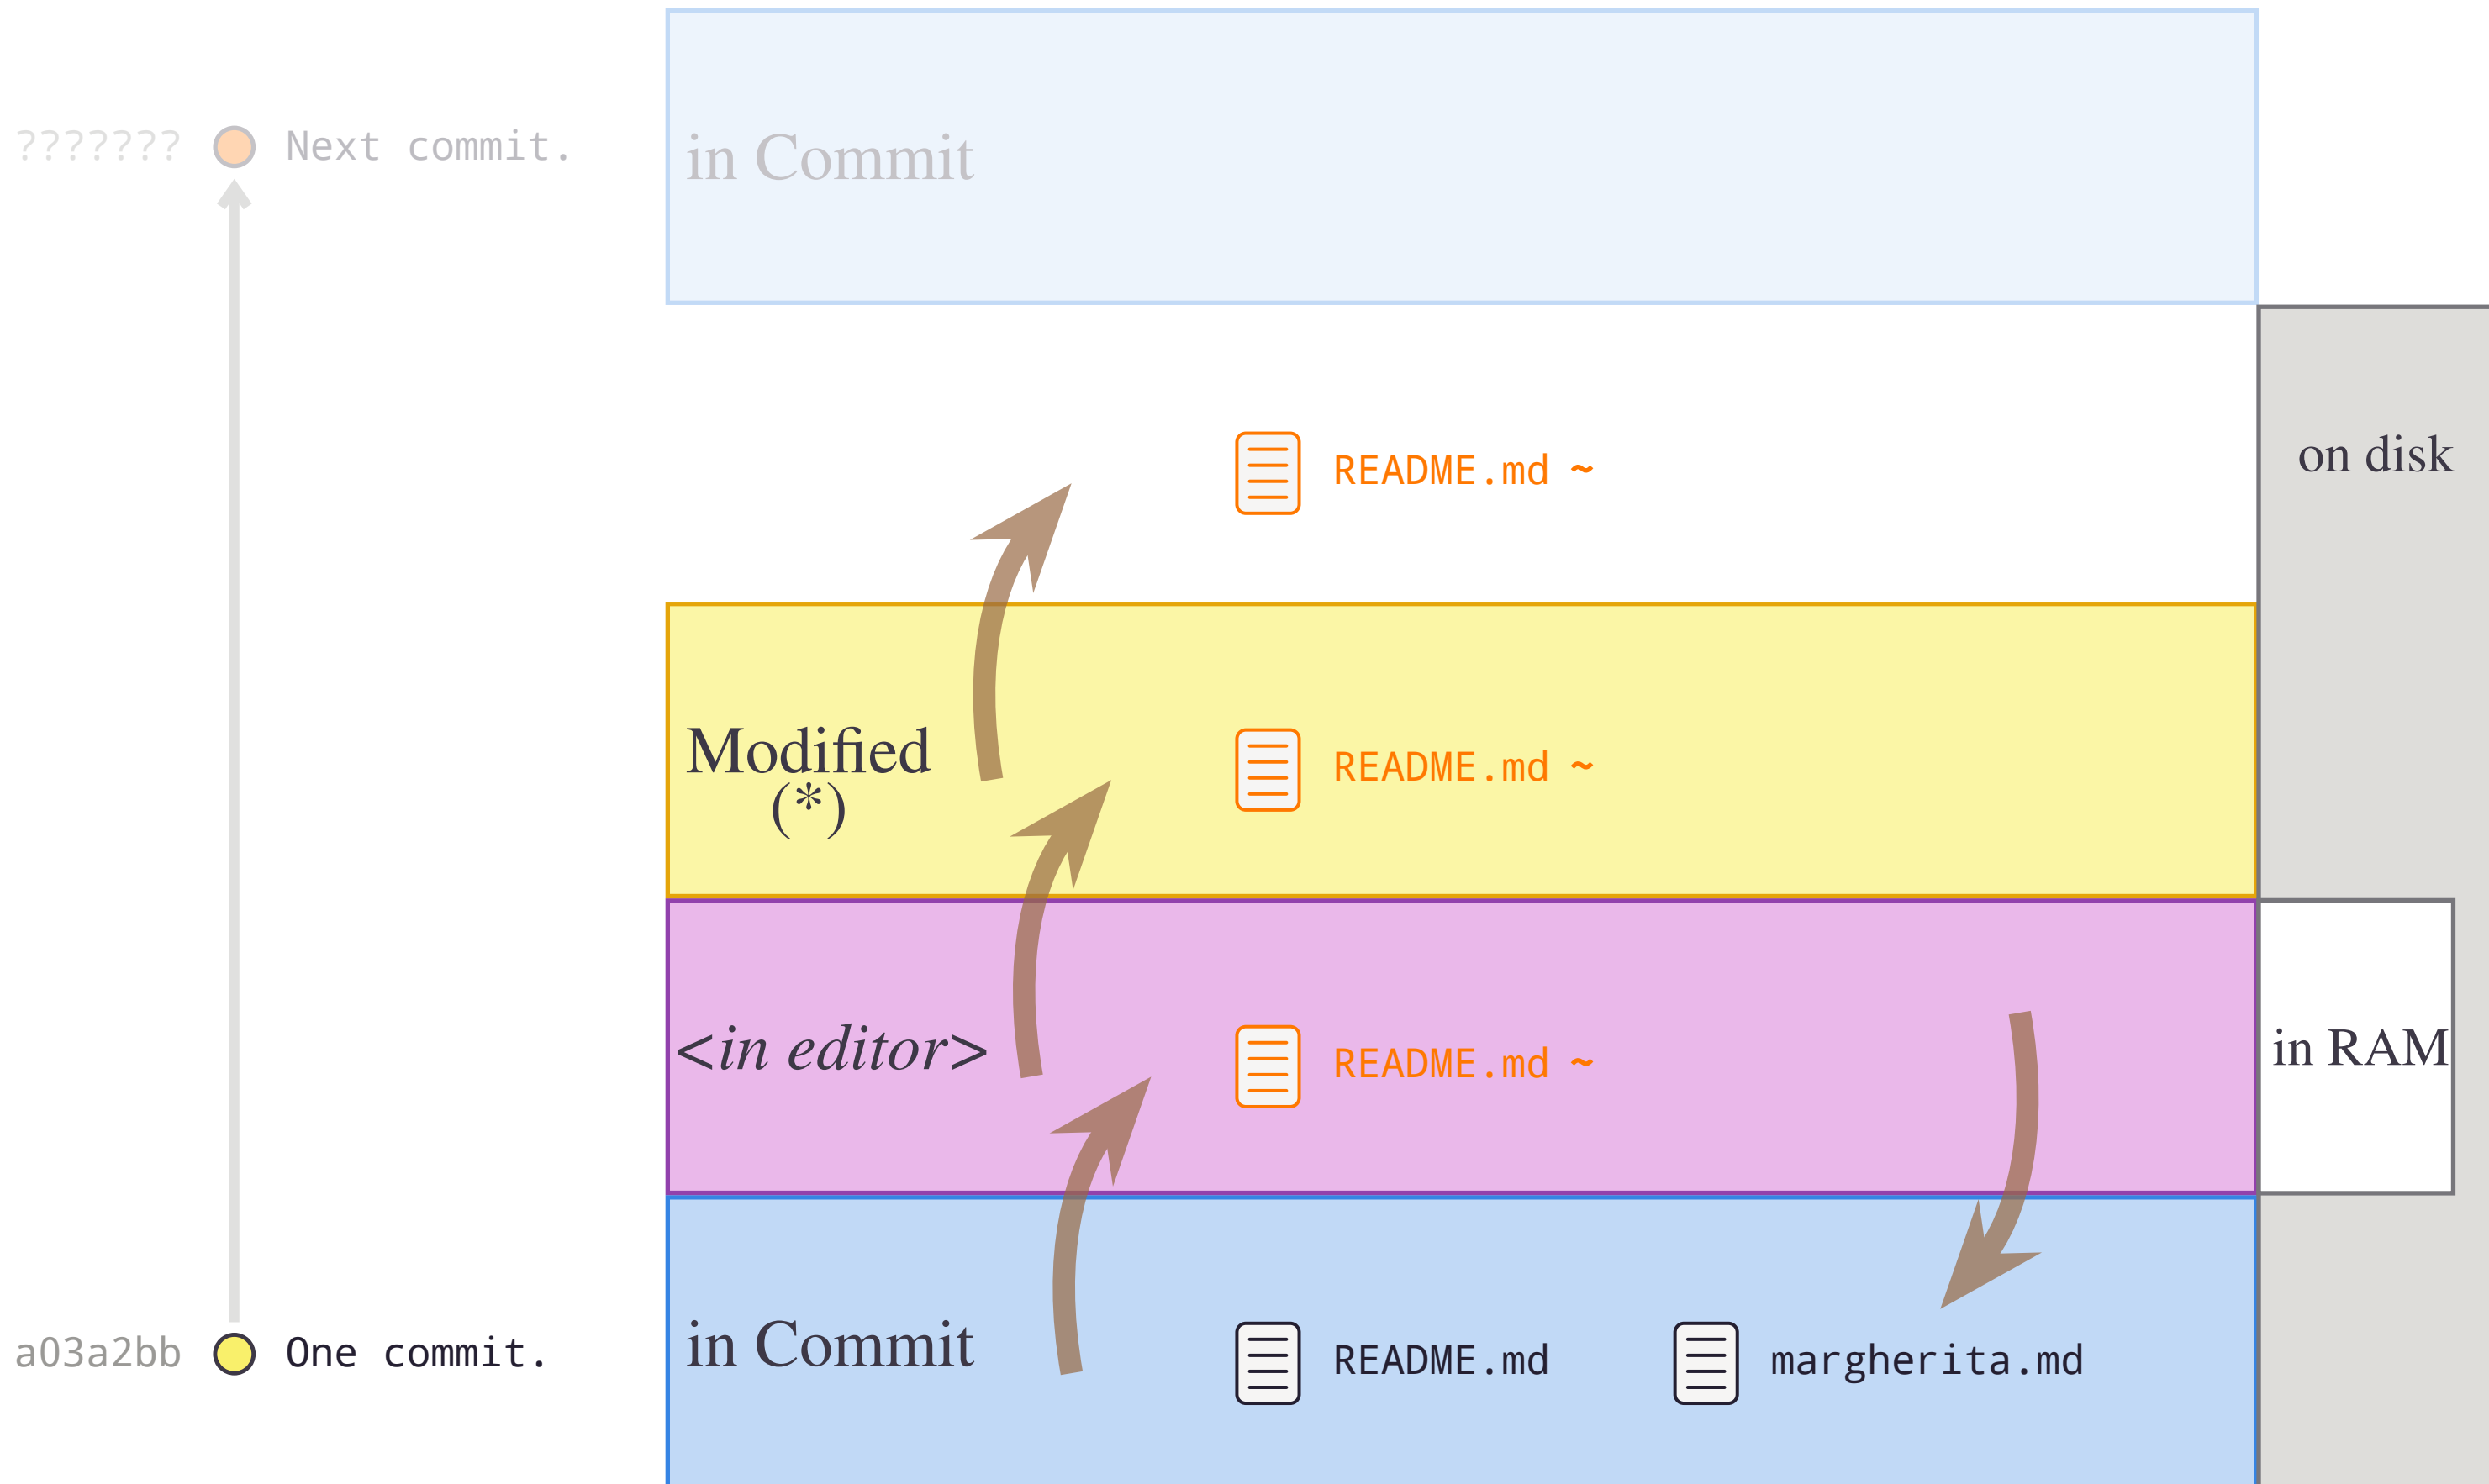 ??????? Next commit.
in Commit
README.md ~
on disk
Modified
(*)
README.md ~
<in editor>
README.md ~
in RAM
a03a2bb One commit.
in Commit
README.md
margherita.md